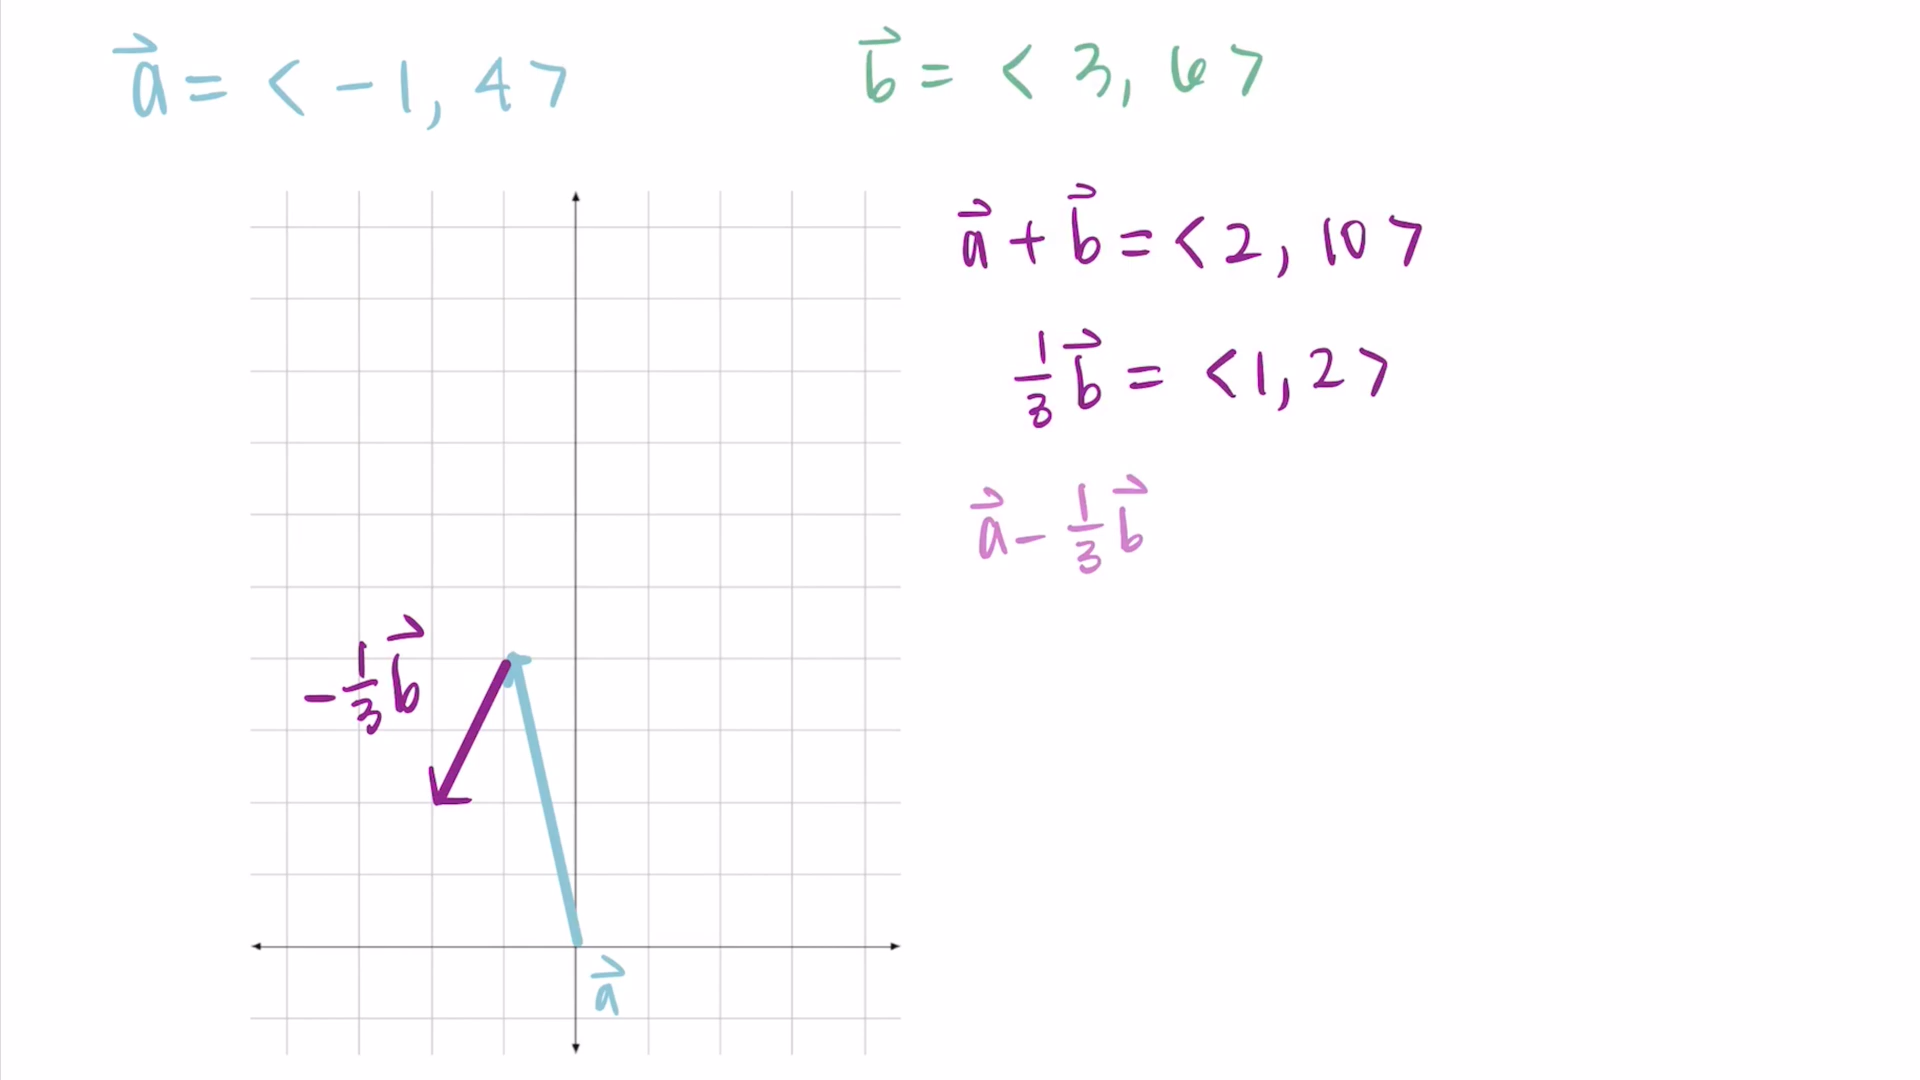 a⃗ = < -1, 4 >
b⃗ = < 3, 6 >
a⃗ + b⃗ = < 2, 10 >
1/3 b⃗ = < 1, 2 >
a⃗ - 1/3 b⃗
- 1/3 b⃗
a⃗